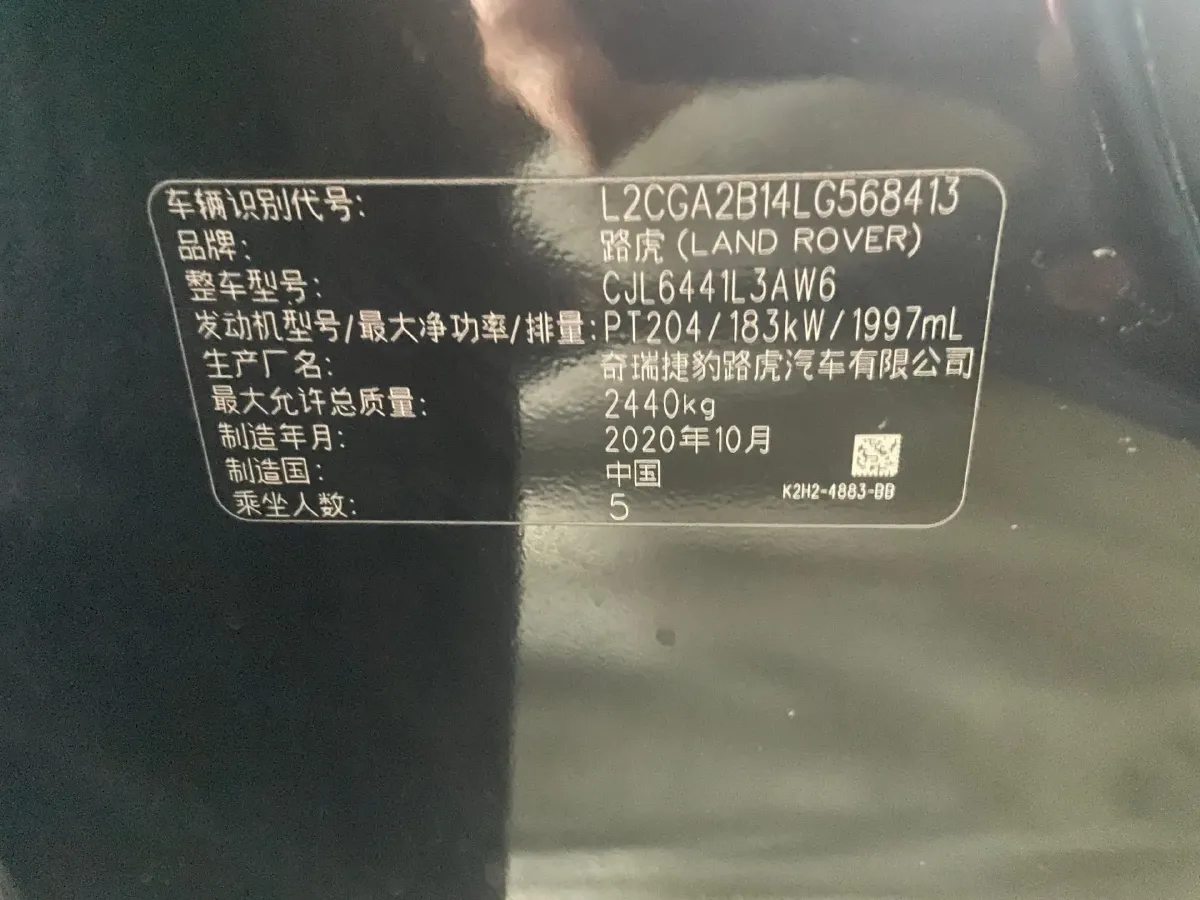 车辆识别代号: L2CGA2B14LG568413
品牌: 路虎 (LAND ROVER)
整车型号: CJL6441L3AW6
发动机型号/最大净功率/排量: PT204/183kW/1997mL
生产厂名: 奇瑞捷豹路虎汽车有限公司
最大允许总质量: 2440kg
制造年月: 2020年10月
制造国: 中国
乘坐人数: 5
K2H2-4883-BB